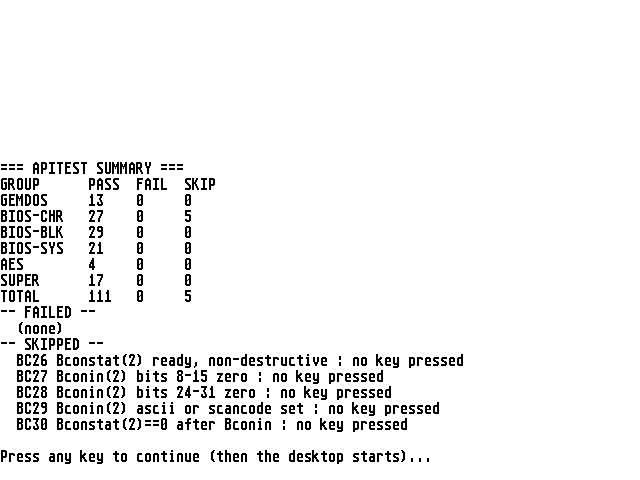 === APITEST SUMMARY ===
GROUP      PASS  FAIL  SKIP
GEMDOS     13    0     0
BIOS-CHR   27    0     5
BIOS-BLK   29    0     0
BIOS-SYS   21    0     0
AES        4     0     0
SUPER      17    0     0
TOTAL      111   0     5
-- FAILED --
  (none)
-- SKIPPED --
  BC26 Bconstat(2) ready, non-destructive : no key pressed
  BC27 Bconin(2) bits 8-15 zero : no key pressed
  BC28 Bconin(2) bits 24-31 zero : no key pressed
  BC29 Bconin(2) ascii or scancode set : no key pressed
  BC30 Bconstat(2)==0 after Bconin : no key pressed
Press any key to continue (then the desktop starts)...